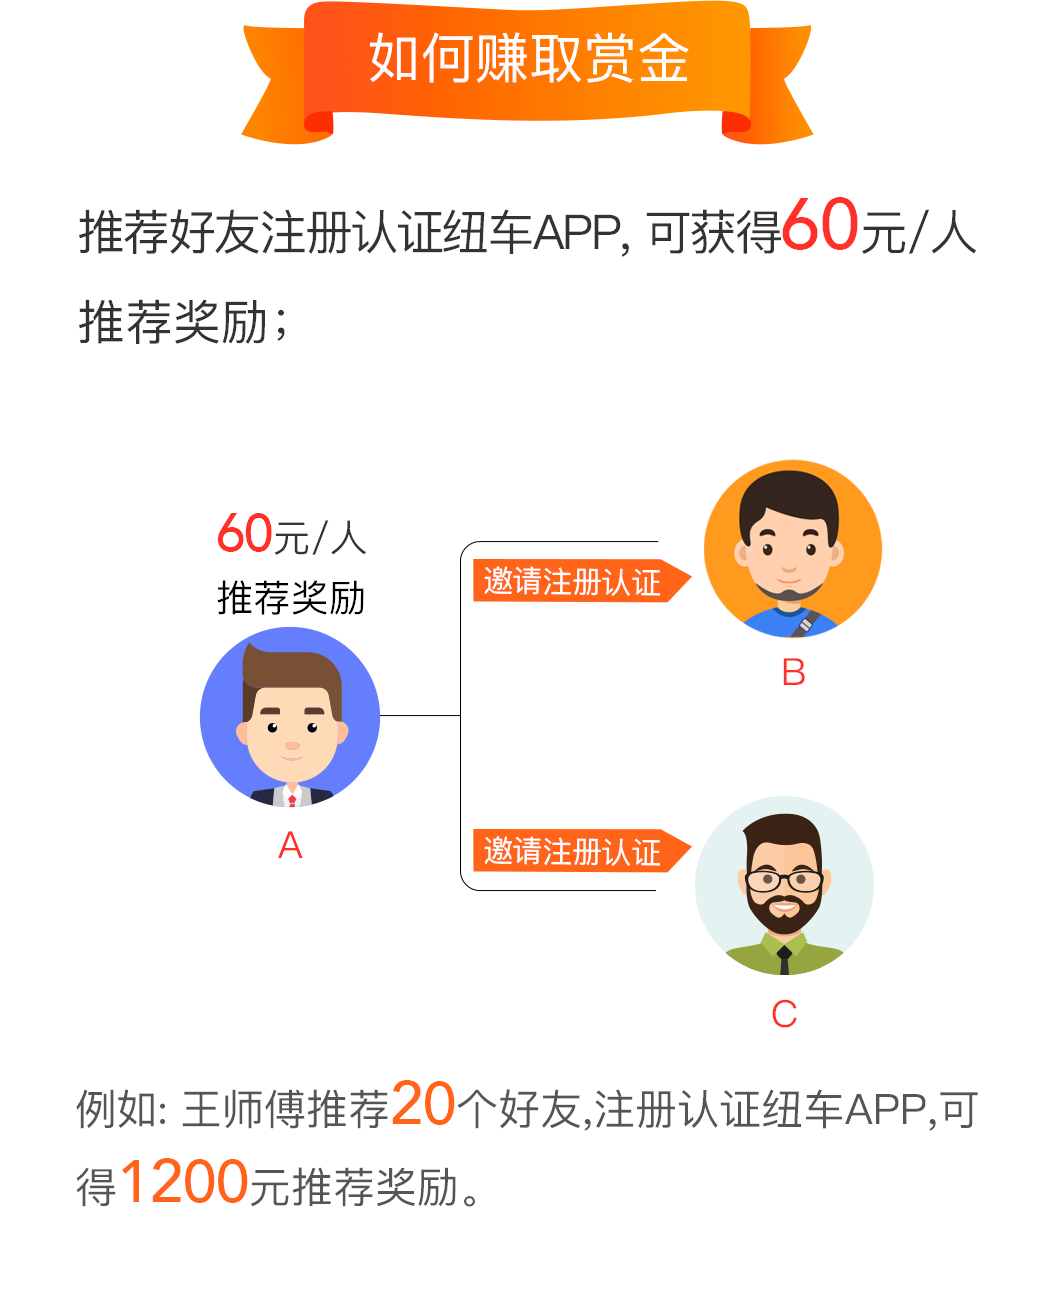 如何赚取赏金
推荐好友注册认证纽车APP, 可获得60元/人
推荐奖励;
60元/人
推荐奖励
A
邀请注册认证
B
邀请注册认证
C
例如: 王师傅推荐20个好友,注册认证纽车APP,可
得1200元推荐奖励。